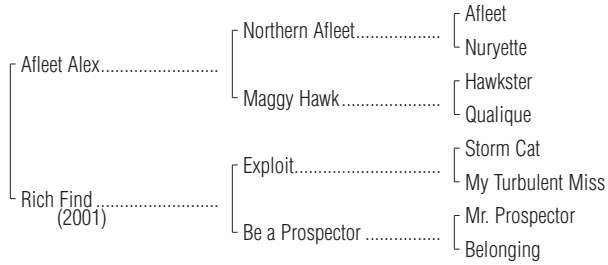 Afleet
Northern Afleet..................
Nuryette
Afleet Alex.........................
Hawkster
Maggy Hawk.....................
Qualique
Storm Cat
Exploit...............................
My Turbulent Miss
Rich Find..........................
(2001)
Mr. Prospector
Be a Prospector ................
Belonging